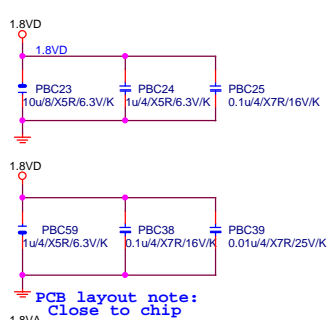 1.8VD
1.8VD
PBC23
10u/8/X5R/6.3V/K
PBC24
1u/4/X5R/6.3V/K
PBC25
0.1u/4/X7R/16V/K
1.8VD
PBC59
1u/4/X5R/6.3V/K
PBC38
0.1u/4/X7R/16V/K
PBC39
0.01u/4/X7R/25V/K
PCB layout note:
Close to chip
1.8VA